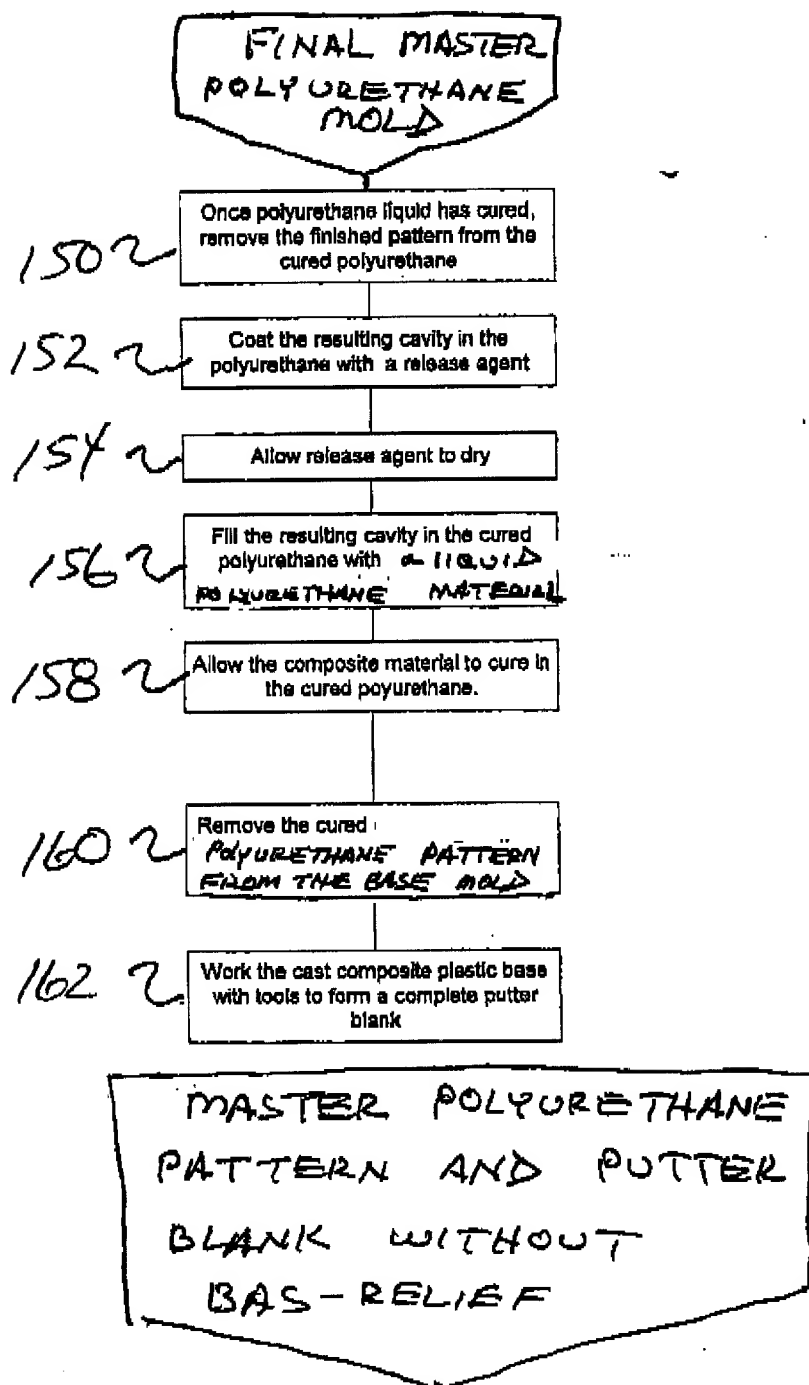 FINAL MASTER
POLYURETHANE
MOLD
150
Once polyurethane liquid has cured,
remove the finished pattern from the
cured polyurethane
152
Coat the resulting cavity in the
polyurethane with a release agent
154
Allow release agent to dry
156
Fill the resulting cavity in the cured
polyurethane with a LIQUID
POLYURETHANE MATERIAL
158
Allow the composite material to cure in
the cured poyurethane.
160
Remove the cured
POLYURETHANE PATTERN
FROM THE BASE MOLD
162
Work the cast composite plastic base
with tools to form a complete putter
blank
MASTER POLYURETHANE
PATTERN AND PUTTER
BLANK WITHOUT
BAS-RELIEF